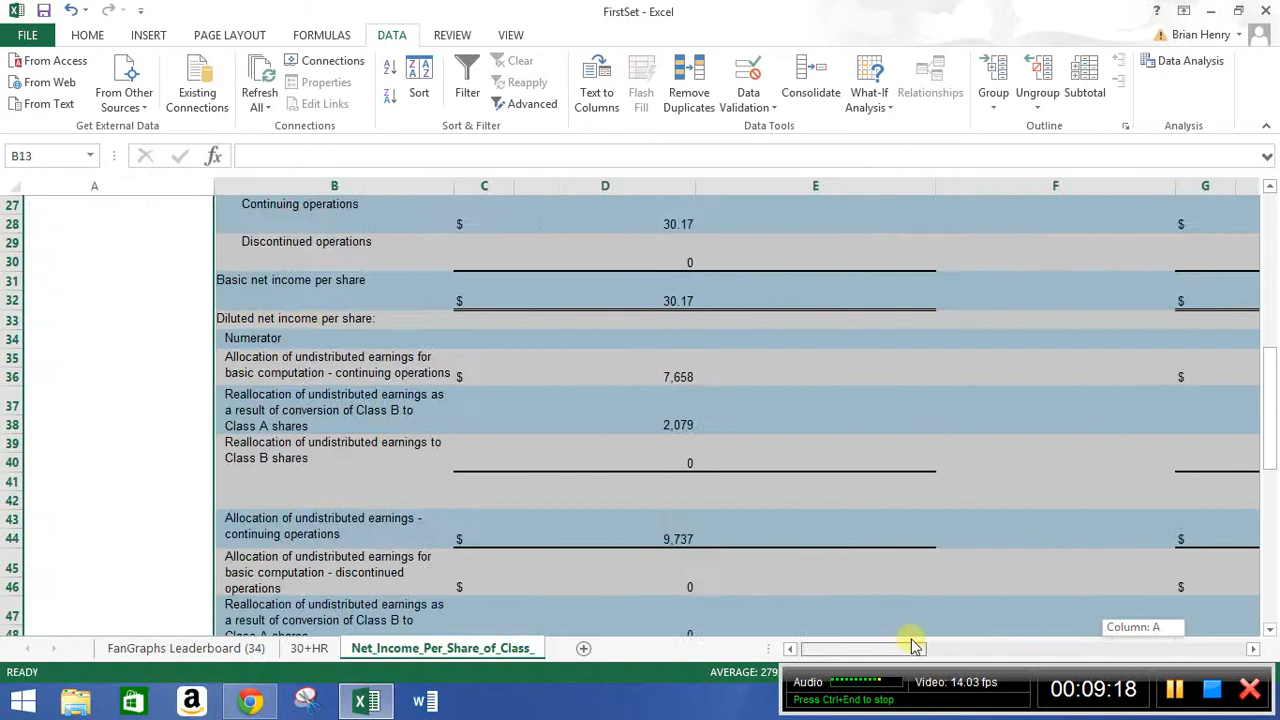 FirstSet - Excel
FILE HOME INSERT PAGE LAYOUT FORMULAS DATA REVIEW VIEW Brian Henry
From Access
From Web
From Text
From Other Sources
Existing Connections
Get External Data
Refresh All
Connections
Properties
Edit Links
Connections
Sort
Filter
Clear
Reapply
Advanced
Sort & Filter
Text to Columns
Flash Fill
Remove Duplicates
Data Validation
Consolidate
What-If Analysis
Relationships
Data Tools
Group
Ungroup
Subtotal
Outline
Data Analysis
Analysis
B13 fx
A B C D E F G
27 Continuing operations
28 $ 30.17 $
29 Discontinued operations
30 0
31 Basic net income per share
32 $ 30.17 $
33 Diluted net income per share:
34 Numerator
35 Allocation of undistributed earnings for
36 basic computation - continuing operations $ 7,658 $
37 Reallocation of undistributed earnings as
a result of conversion of Class B to
38 Class A shares 2,079
39 Reallocation of undistributed earnings to
40 Class B shares 0
41
42
43 Allocation of undistributed earnings -
44 continuing operations $ 9,737 $
45 Allocation of undistributed earnings for
basic computation - discontinued
46 operations $ 0 $
47 Reallocation of undistributed earnings as
a result of conversion of Class B to
48 Class A shares 0
Column: A
FanGraphs Leaderboard (34) 30+HR Net_Income_Per_Share_of_Class_
READY AVERAGE: 279
Audio Video: 14.03 fps
Press Ctrl+End to stop
00:09:18